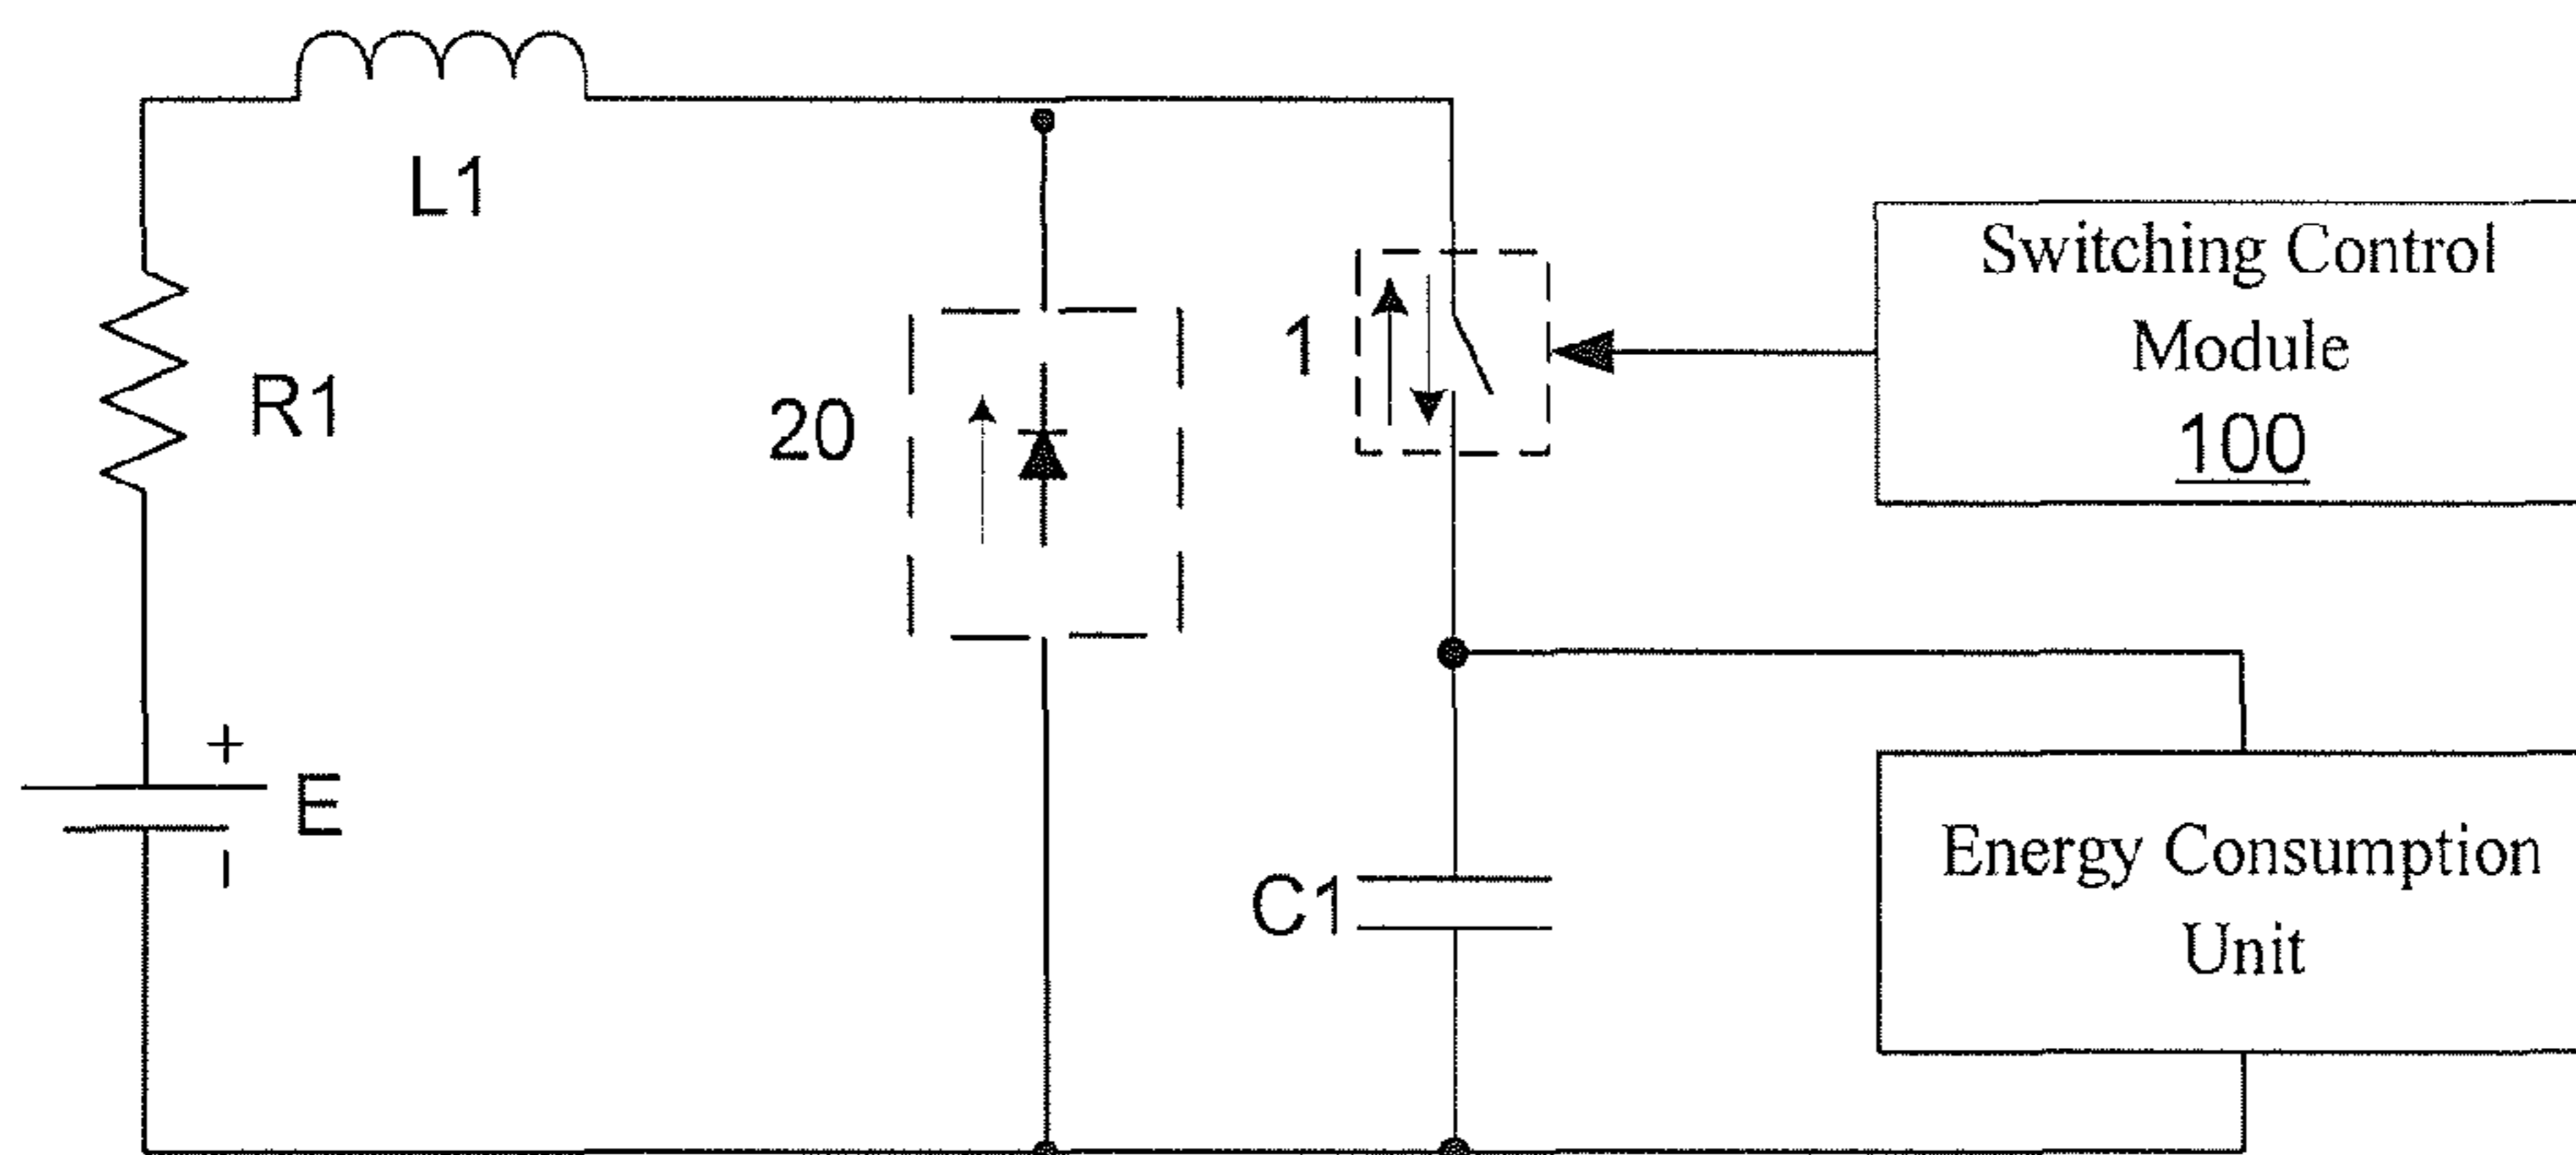 L1
R1
20
1
Switching Control
Module
100
+
E
-
C1
Energy Consumption
Unit